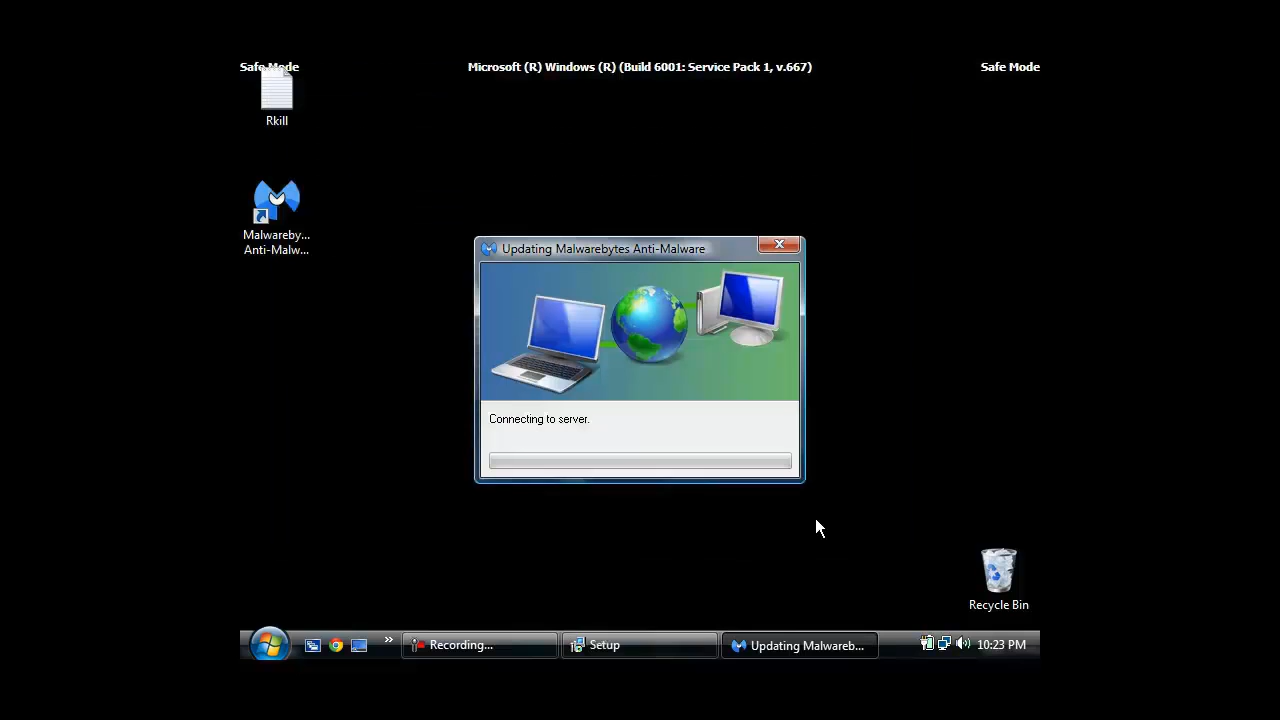 Safe Mode
Microsoft (R) Windows (R) (Build 6001: Service Pack 1, v.667)
Safe Mode
Rkill
Malwareby...
Anti-Malw...
Updating Malwarebytes Anti-Malware
Connecting to server.
Recycle Bin
Recording...
Setup
Updating Malwareb...
10:23 PM